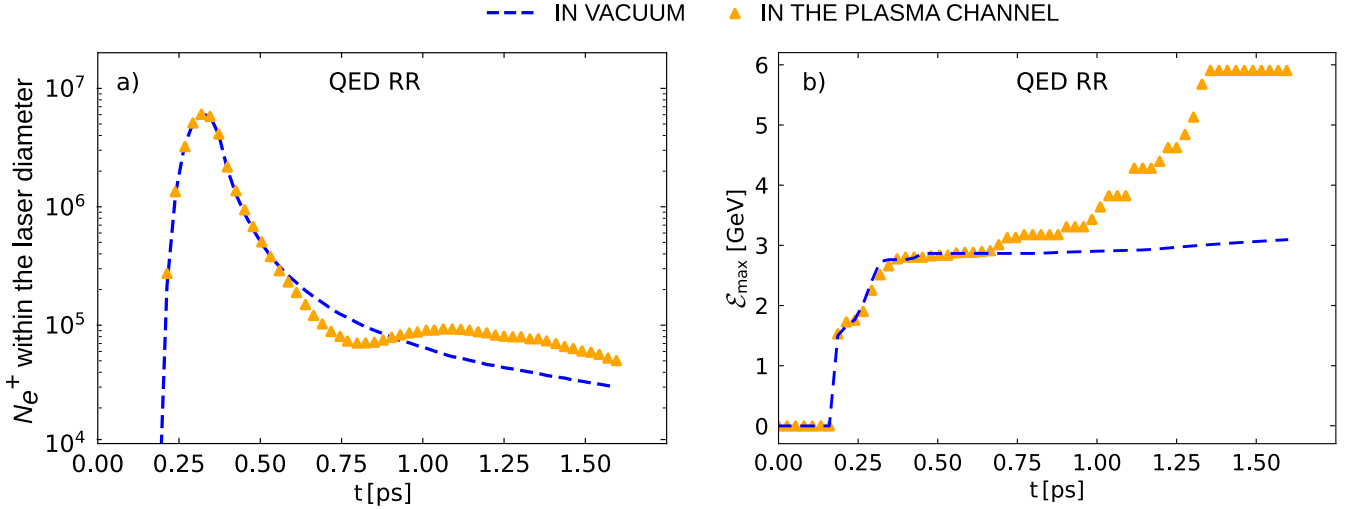 IN VACUUM IN THE PLASMA CHANNEL
a) QED RR
N_e^+ within the laser diameter
10^7
10^6
10^5
10^4
0.00 0.25 0.50 0.75 1.00 1.25 1.50
t [ps]
b) QED RR
ℰ_max [GeV]
6
5
4
3
2
1
0
0.00 0.25 0.50 0.75 1.00 1.25 1.50
t [ps]